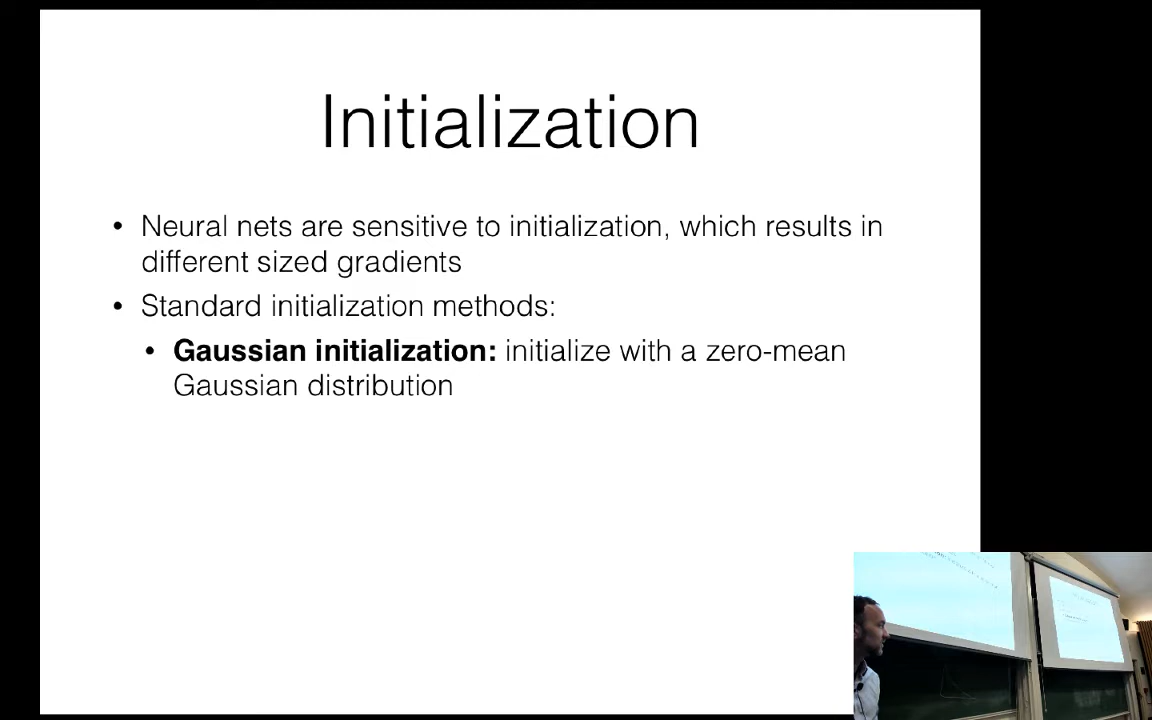 Initialization
• Neural nets are sensitive to initialization, which results in
different sized gradients
• Standard initialization methods:
• Gaussian initialization: initialize with a zero-mean
Gaussian distribution